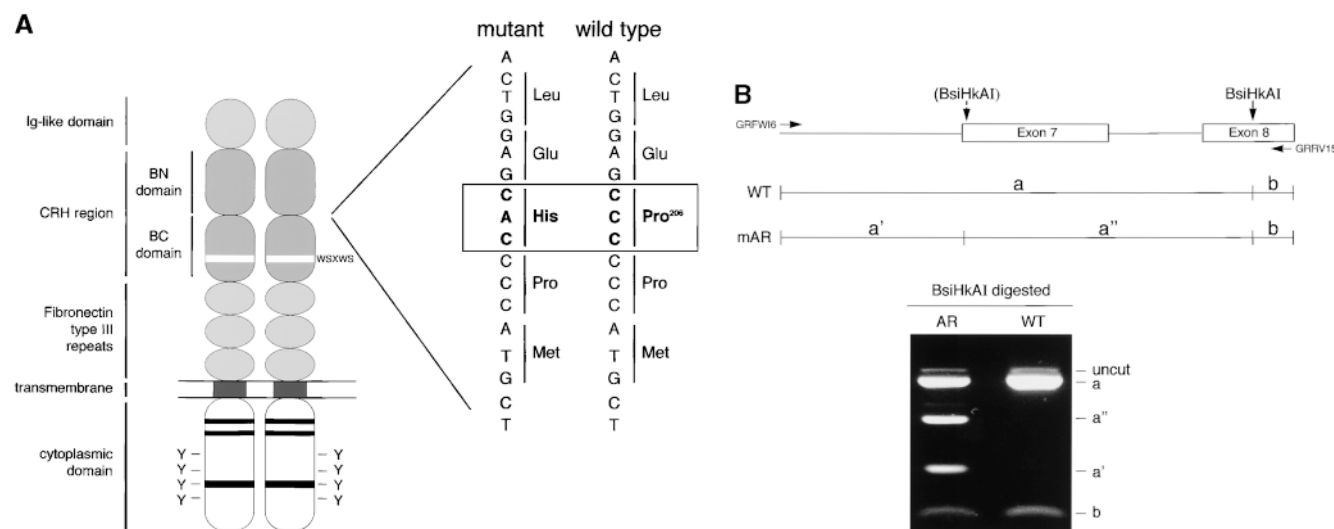 A
mutant wild type
A A
C C
T T
G G
Leu Leu
G G
A A
G G
Glu Glu
C C
A C
C C
His Pro206
C C
C C
C C
Pro Pro
A A
T T
G G
Met Met
C C
T T
Ig-like domain
CRH region
BN
domain
BC
domain
WSXWS
Fibronectin
type III
repeats
transmembrane
cytoplasmic
domain
Y Y
Y Y
Y Y
Y Y
B
(BsiHkAI) BsiHkAI
GRFWI6
Exon 7 Exon 8
GRRV15
WT a b
mAR a' a'' b
BsiHkAI digested
AR WT
uncut
a
a''
a'
b